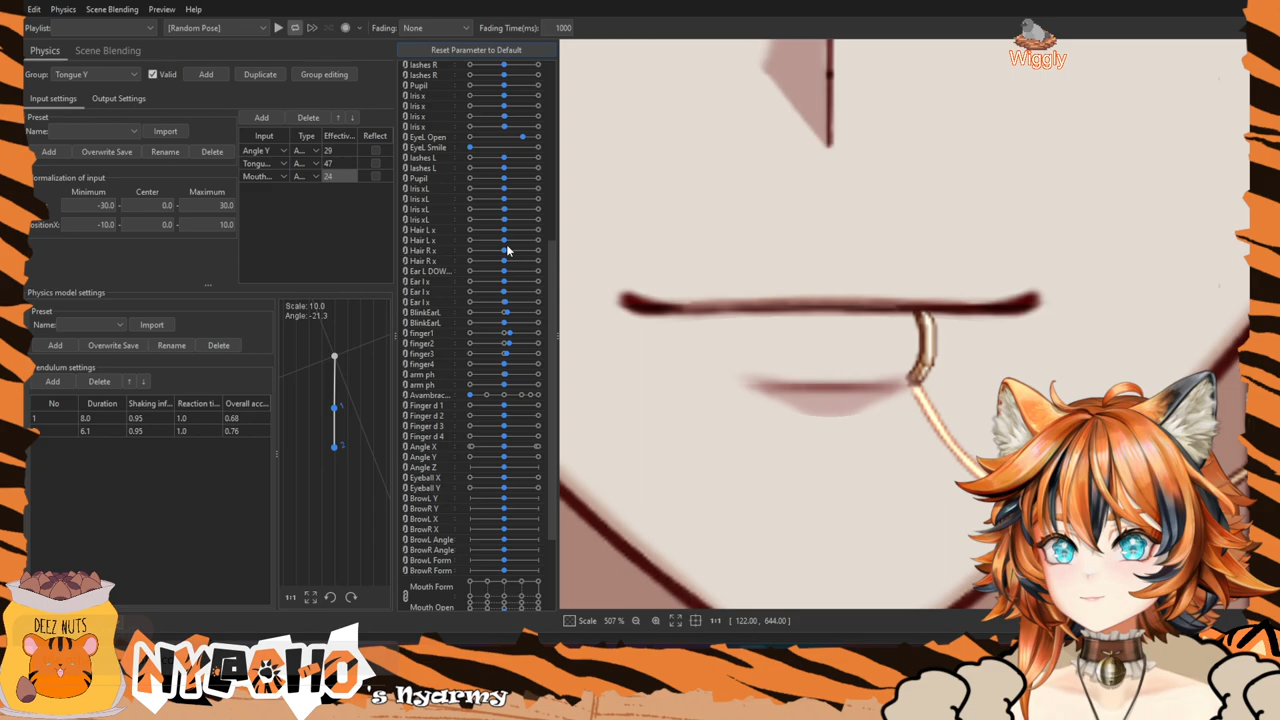 Edit Physics Scene Blending Preview Help
Playlist: [Random Pose] Fading: None Fading Time(ms): 1000
Physics Scene Blending
Group: Tongue Y Valid Add Duplicate Group editing
Input settings Output Settings
Preset
Name: Import
Add Overwrite Save Rename Delete
Normalization of input
Minimum Center Maximum
-30.0 - 0.0 - 30.0
PositionX: -10.0 - 0.0 - 10.0
Add Delete
Input Type Effectiv... Reflect
Angle Y A... 29
Tongu... A... 47
Mouth... A... 24
Physics model settings
Preset
Name: Import
Add Overwrite Save Rename Delete
Pendulum settings
Add Delete
No Duration Shaking inf... Reaction ti... Overall acc...
1 8.0 0.95 1.0 0.68
6.1 0.95 1.0 0.76
Scale: 10.0
Angle: -21.3
1
2
1:1
Reset Parameter to Default
lashes R
lashes R
Pupil
Iris x
Iris x
Iris x
Iris x
EyeL Open
EyeL Smile
lashes L
lashes L
Pupil
Iris xL
Iris xL
Iris xL
Iris xL
Hair L x
Hair L x
Hair R x
Hair R x
Ear L DOW...
Ear l x
Ear l x
Ear l x
BlinkEarL
BlinkEarL
finger1
finger2
finger3
finger4
arm ph
arm ph
Avambrac...
Finger d 1
Finger d 2
Finger d 3
Finger d 4
Angle X
Angle Y
Angle Z
Eyeball X
Eyeball Y
BrowL Y
BrowR Y
BrowL X
BrowR X
BrowL Angle
BrowR Angle
BrowL Form
BrowR Form
Mouth Form
Mouth Open
Scale 507 % 1:1 [ 122.00, 644.00 ]
Wiggly
DEEZ NUTS
NYAOHO
's Nyarmy